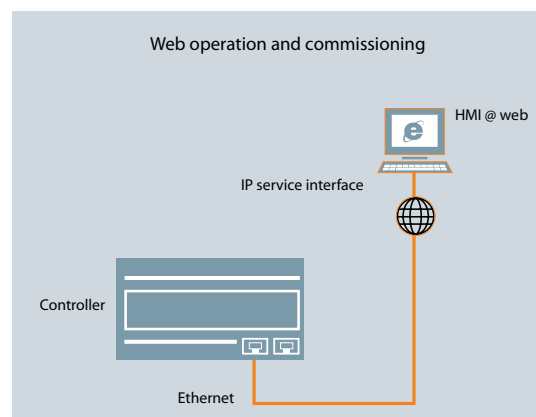 Web operation and commissioning
HMI @ web
IP service interface
Controller
Ethernet